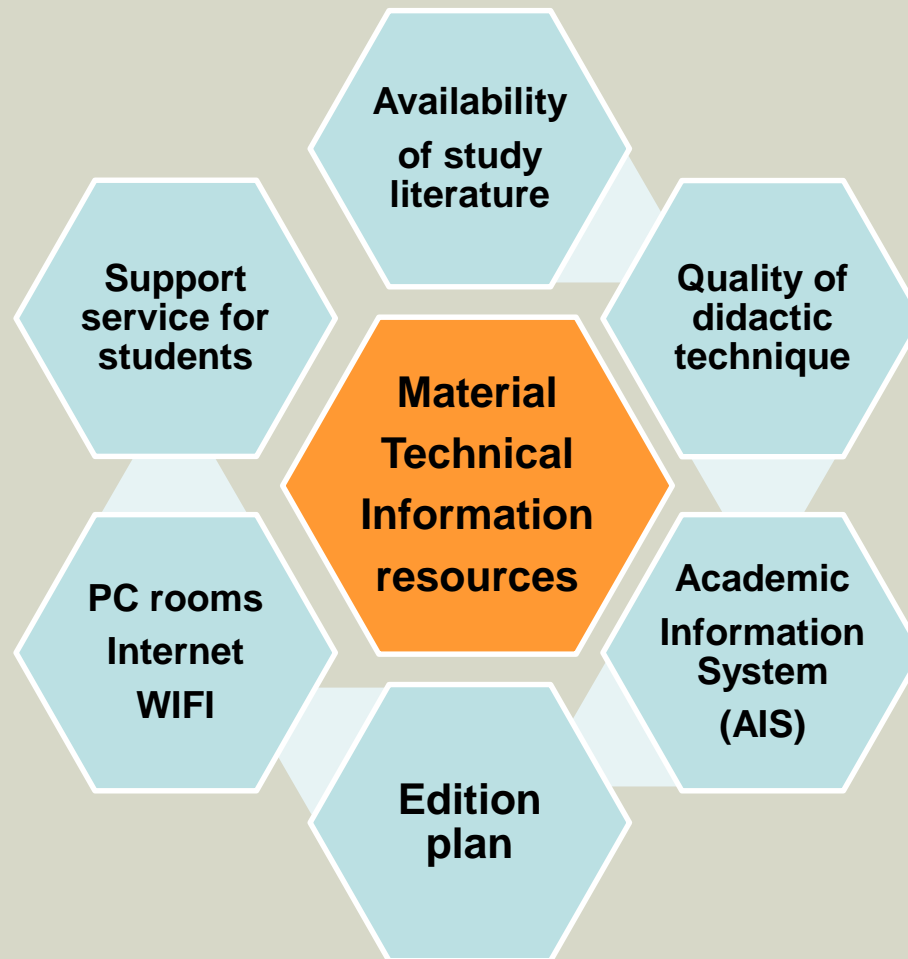 Availability
of study
literature
Support
service for
students
Quality of
didactic
technique
Material
Technical
Information
resources
PC rooms
Internet
WIFI
Academic
Information
System
(AIS)
Edition
plan